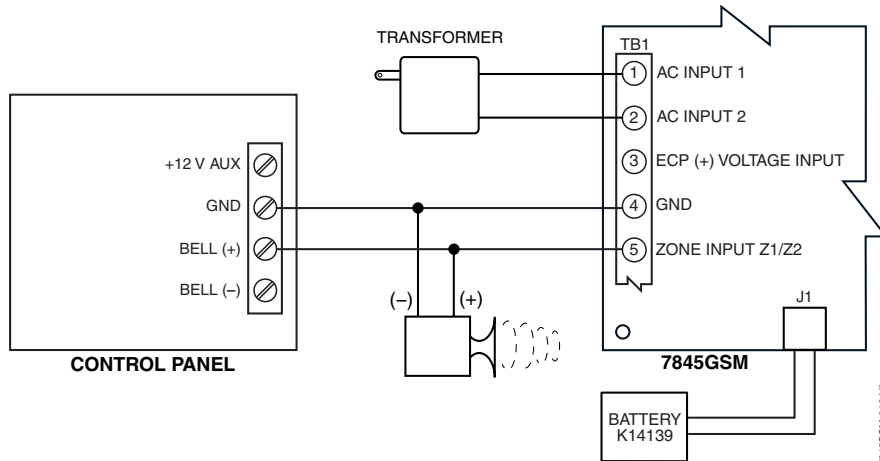 TRANSFORMER
TB1
1 AC INPUT 1
2 AC INPUT 2
3 ECP (+) VOLTAGE INPUT
4 GND
5 ZONE INPUT Z1/Z2
+12 V AUX
GND
BELL (+)
BELL (–)
(–) (+)
J1
CONTROL PANEL
7845GSM
BATTERY
K14139